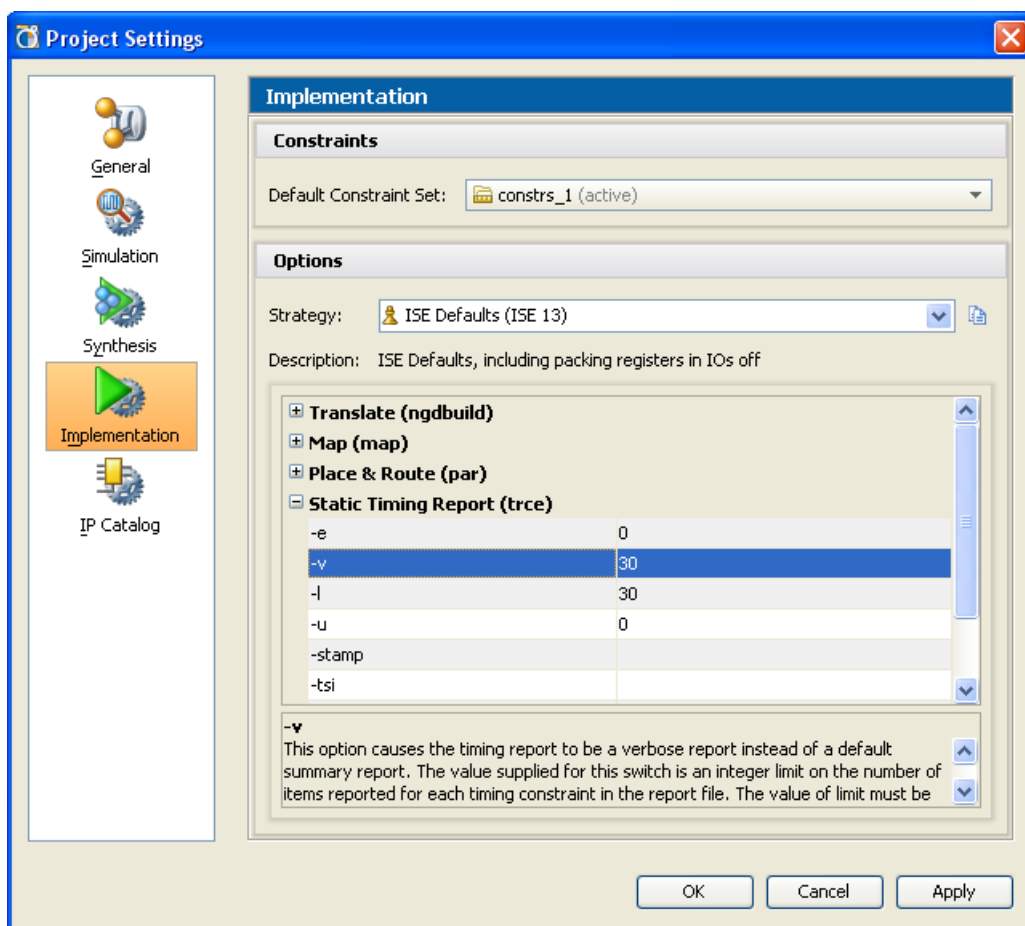 Project Settings
General
Simulation
Synthesis
Implementation
IP Catalog
Implementation
Constraints
Default Constraint Set: constrs_1 (active)
Options
Strategy: ISE Defaults (ISE 13)
Description: ISE Defaults, including packing registers in IOs off
Translate (ngdbuild)
Map (map)
Place & Route (par)
Static Timing Report (trce)
-e 0
-v 30
-l 30
-u 0
-stamp
-tsi
-v
This option causes the timing report to be a verbose report instead of a default
summary report. The value supplied for this switch is an integer limit on the number of
items reported for each timing constraint in the report file. The value of limit must be
OK Cancel Apply